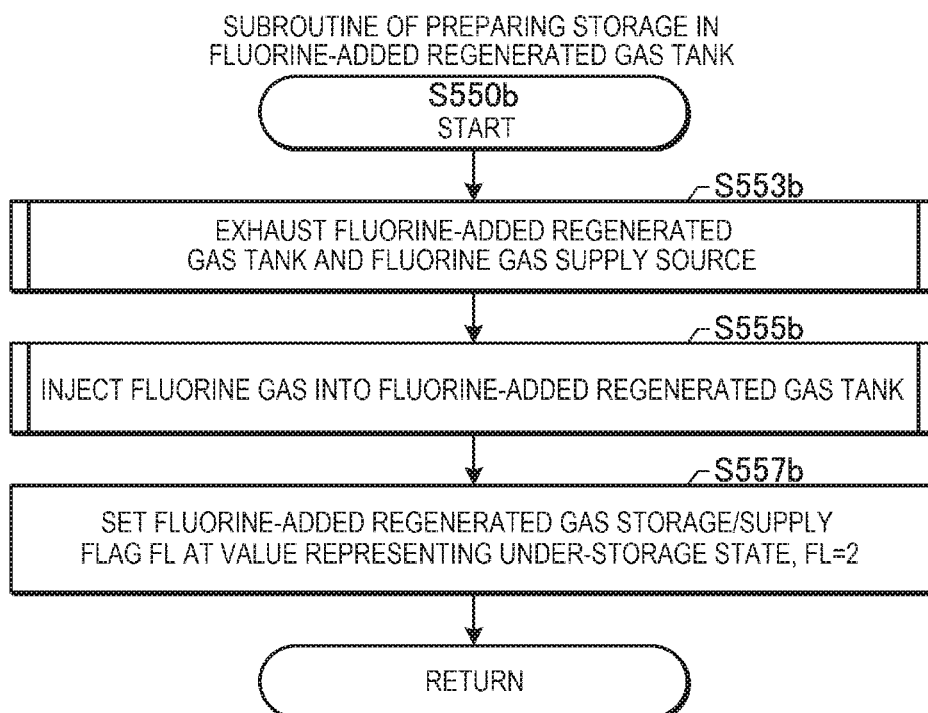 SUBROUTINE OF PREPARING STORAGE IN
FLUORINE-ADDED REGENERATED GAS TANK
S550b
START
S553b
EXHAUST FLUORINE-ADDED REGENERATED
GAS TANK AND FLUORINE GAS SUPPLY SOURCE
S555b
INJECT FLUORINE GAS INTO FLUORINE-ADDED REGENERATED GAS TANK
S557b
SET FLUORINE-ADDED REGENERATED GAS STORAGE/SUPPLY
FLAG FL AT VALUE REPRESENTING UNDER-STORAGE STATE, FL=2
RETURN